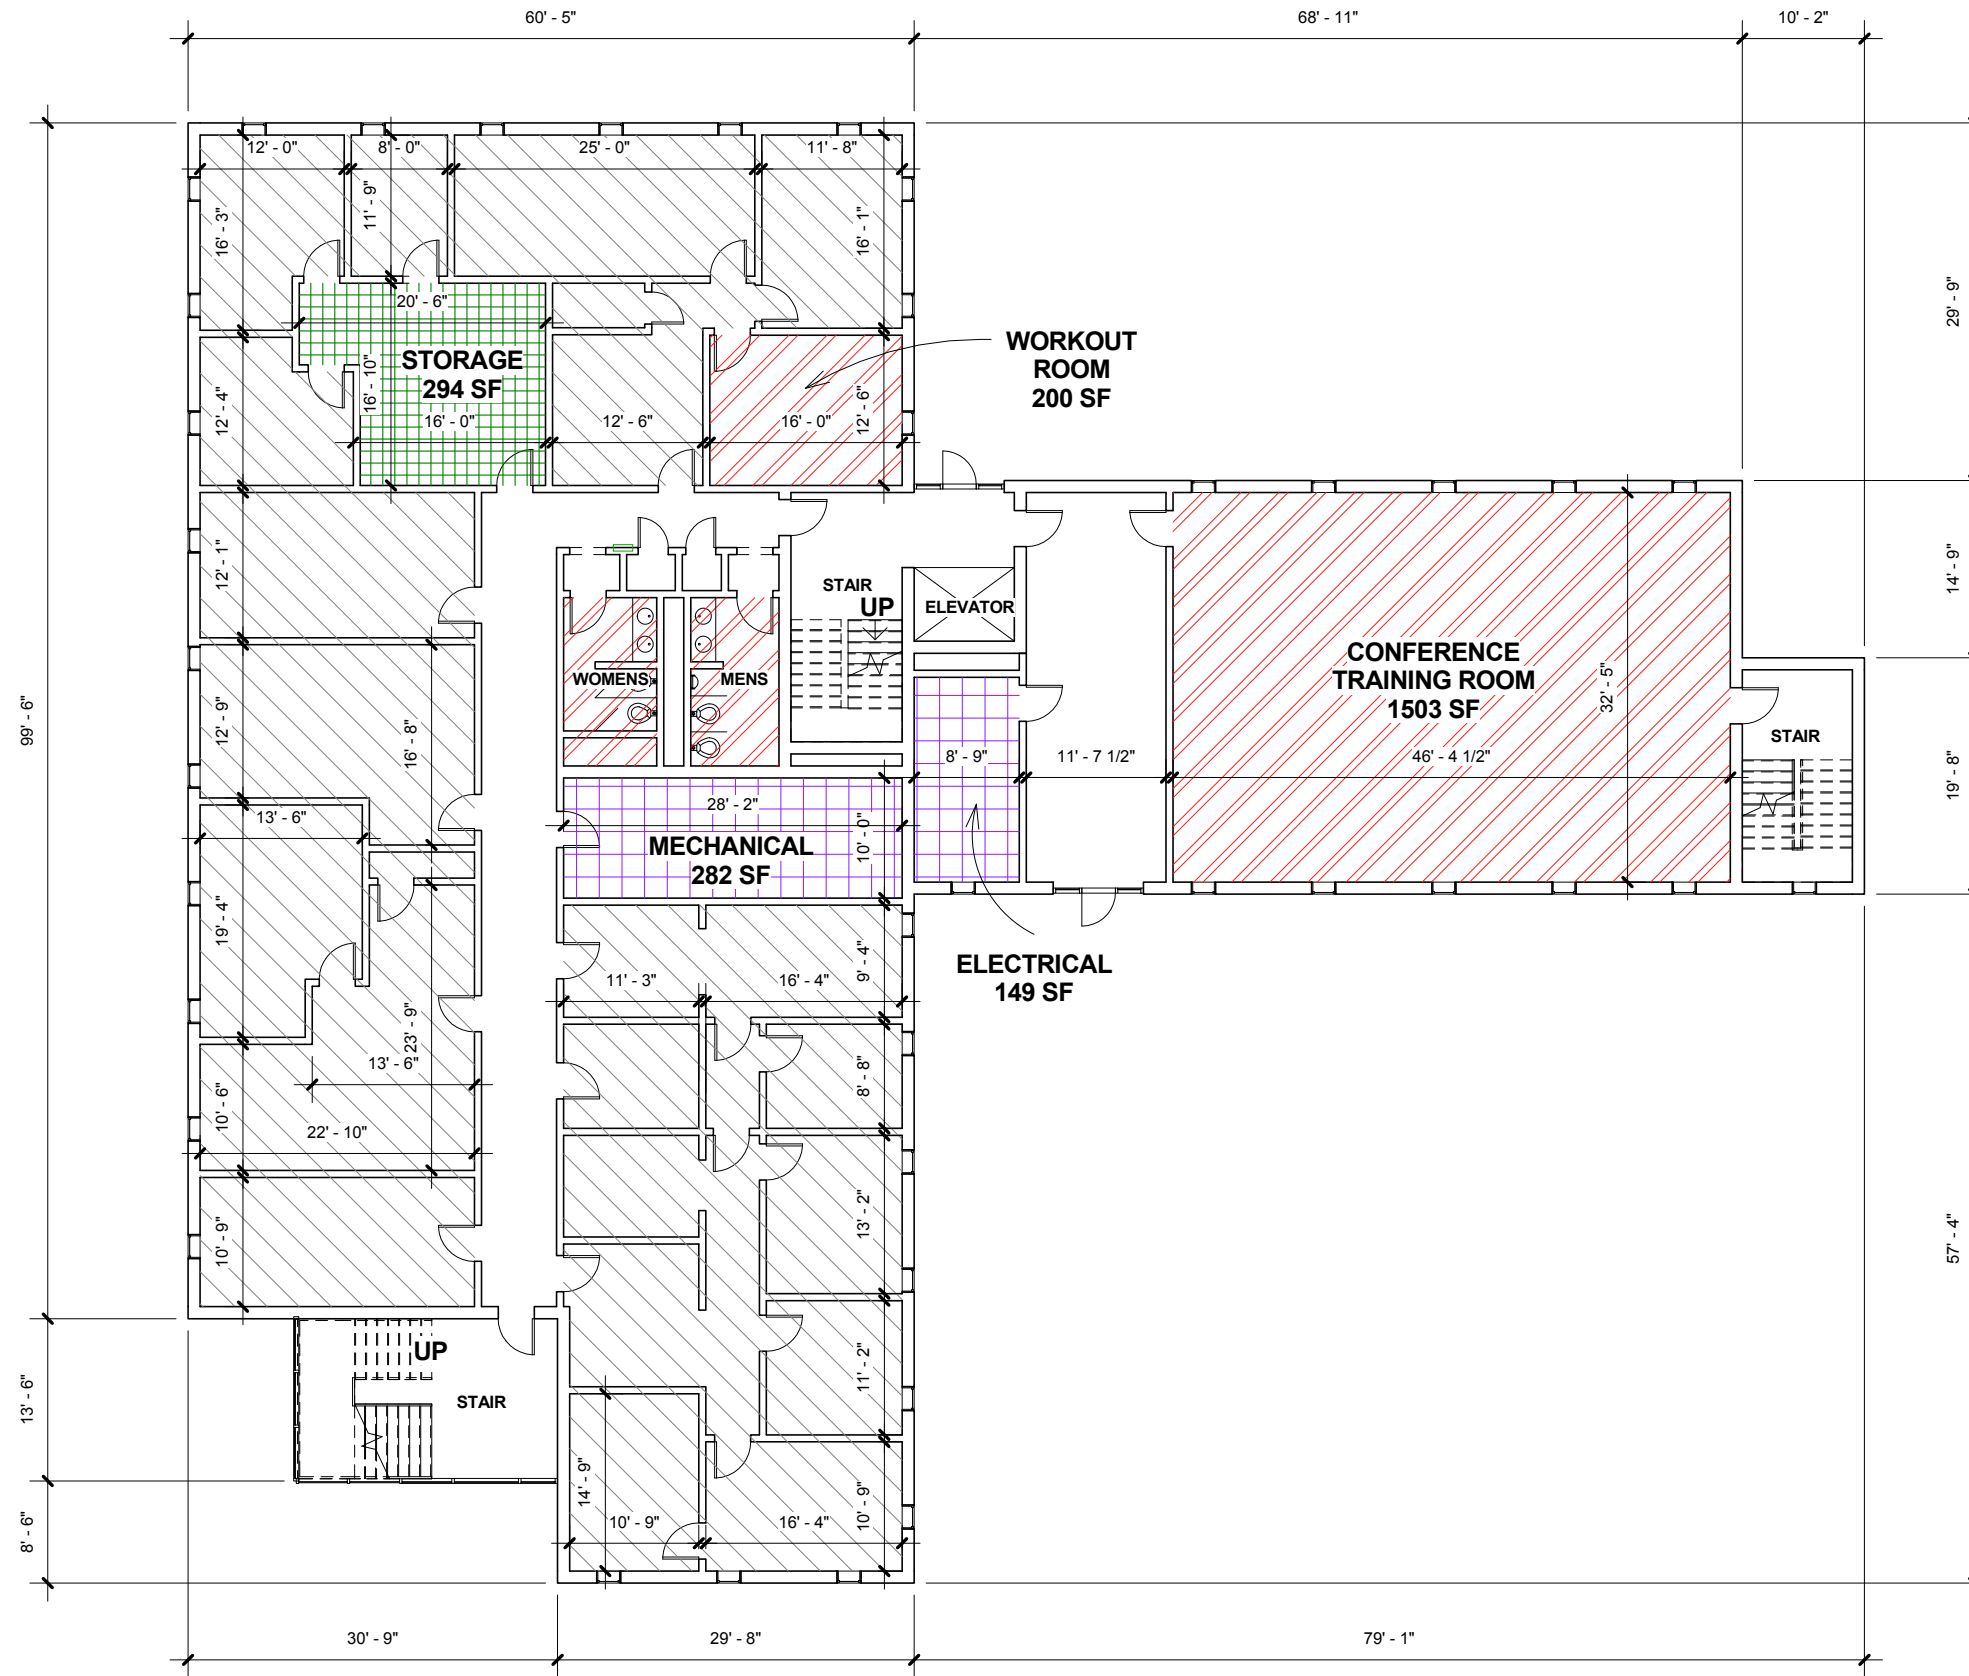 60' - 5"
68' - 11"
10' - 2"
12' - 0"
8' - 0"
25' - 0"
11' - 8"
16' - 3"
11' - 9"
16' - 1"
29' - 9"
20' - 6"
WORKOUT
ROOM
200 SF
STORAGE
294 SF
16' - 10"
12' - 4"
16' - 0"
12' - 6"
16' - 0"
12' - 6"
12' - 1"
14' - 9"
STAIR
UP
ELEVATOR
CONFERENCE
TRAINING ROOM
1503 SF
32' - 5"
WOMENS
MENS
99' - 6"
12' - 9"
16' - 8"
8' - 9"
11' - 7 1/2"
46' - 4 1/2"
STAIR
19' - 8"
13' - 6"
28' - 2"
MECHANICAL
282 SF
10' - 0"
19' - 4"
ELECTRICAL
149 SF
11' - 3"
16' - 4"
9' - 4"
23' - 9"
13' - 6"
8' - 8"
10' - 6"
22' - 10"
13' - 2"
57' - 4"
10' - 9"
UP
STAIR
11' - 2"
13' - 6"
14' - 9"
10' - 9"
16' - 4"
10' - 9"
8' - 6"
30' - 9"
29' - 8"
79' - 1"